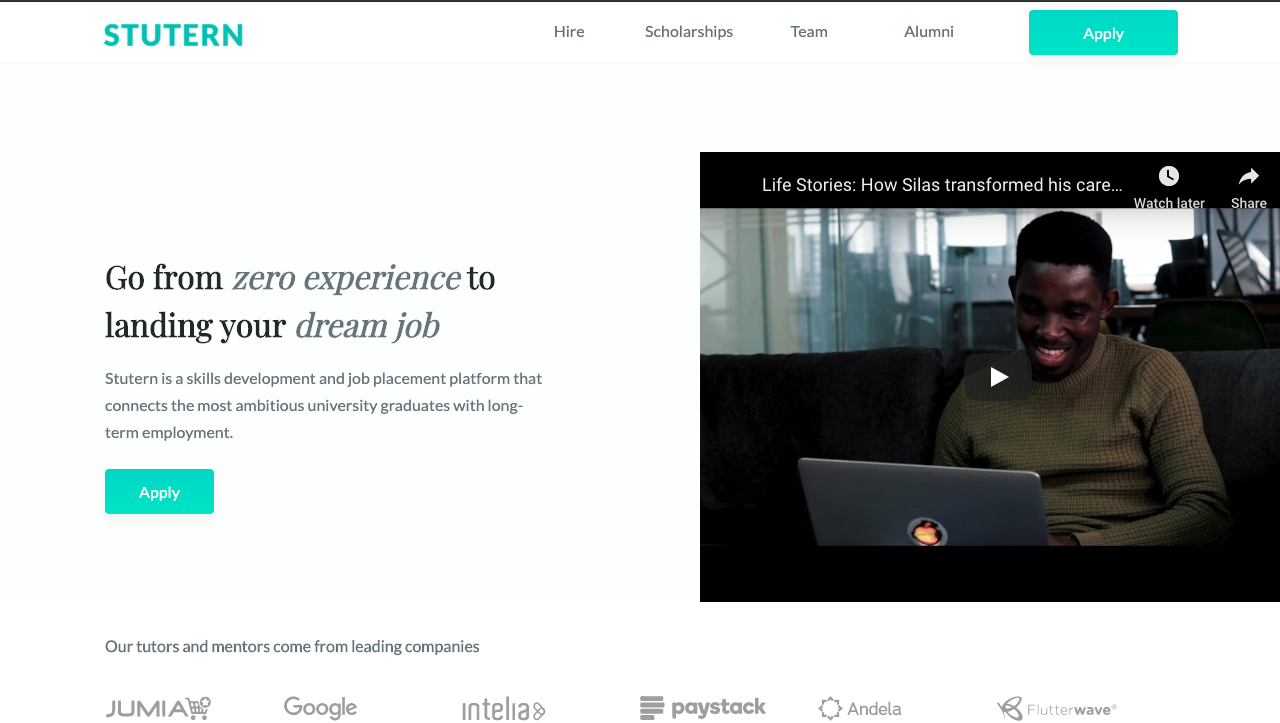 STUTERN
Hire
Scholarships
Team
Alumni
Apply
Life Stories: How Silas transformed his care...
Watch later
Share
Go from zero experience to
landing your dream job
Stutern is a skills development and job placement platform that
connects the most ambitious university graduates with long-
term employment.
Apply
Our tutors and mentors come from leading companies
JUMIA
Google
intelia
paystack
Andela
Flutterwave